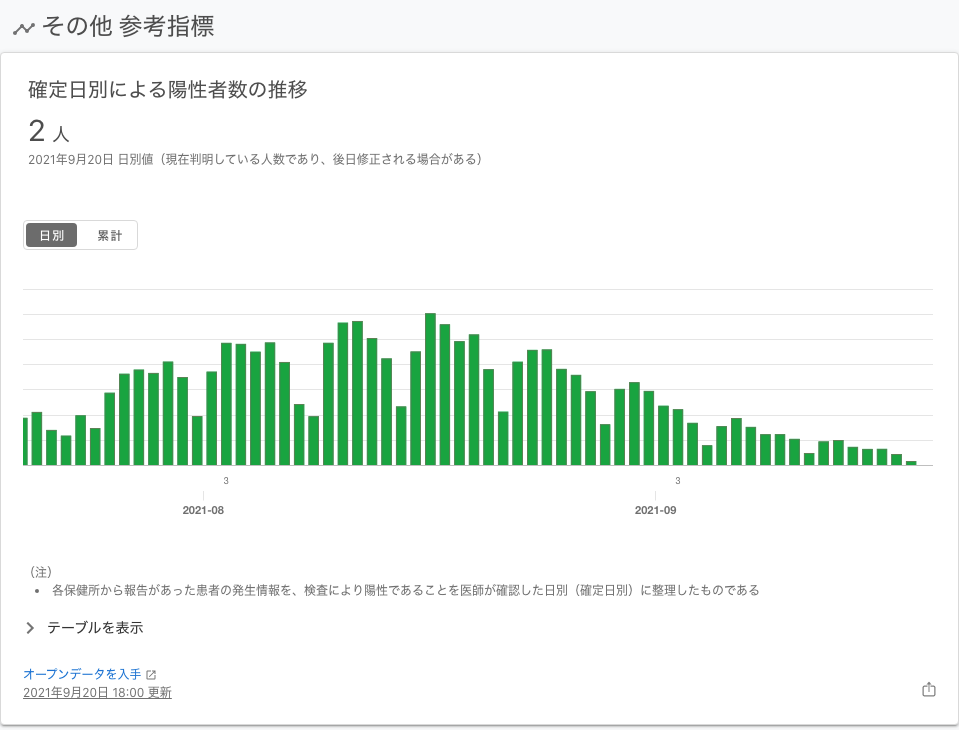 その他 参考指標
確定日別による陽性者数の推移
2 人
2021年9月20日 日別値（現在判明している人数であり、後日修正される場合がある）
日別 累計
3 3
2021-08 2021-09
（注）
• 各保健所から報告があった患者の発生情報を、検査により陽性であることを医師が確認した日別（確定日別）に整理したものである
テーブルを表示
オープンデータを入手
2021年9月20日 18:00 更新